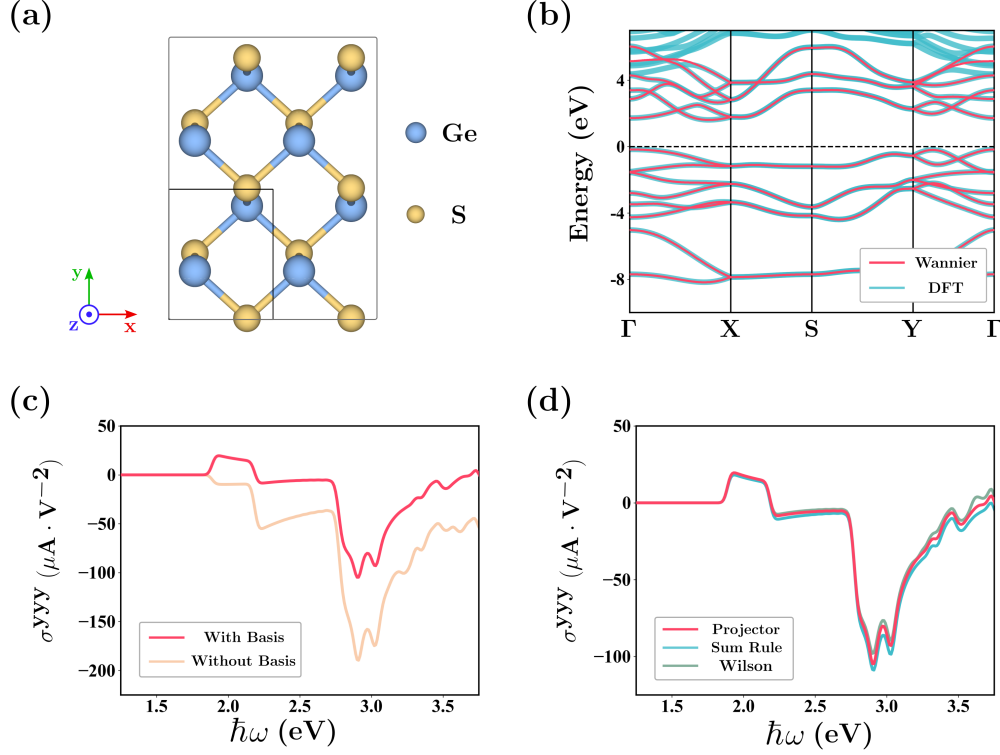 (a)
Ge
S
y
z
x
(b)
Energy (eV)
4
0
-4
-8
Wannier
DFT
Γ X S Y Γ
(c)
σyyy (μA · V−2)
50
0
−50
−100
−150
−200
With Basis
Without Basis
1.5 2.0 2.5 3.0 3.5
ℏω (eV)
(d)
σyyy (μA · V−2)
50
0
−50
−100
Projector
Sum Rule
Wilson
1.5 2.0 2.5 3.0 3.5
ℏω (eV)